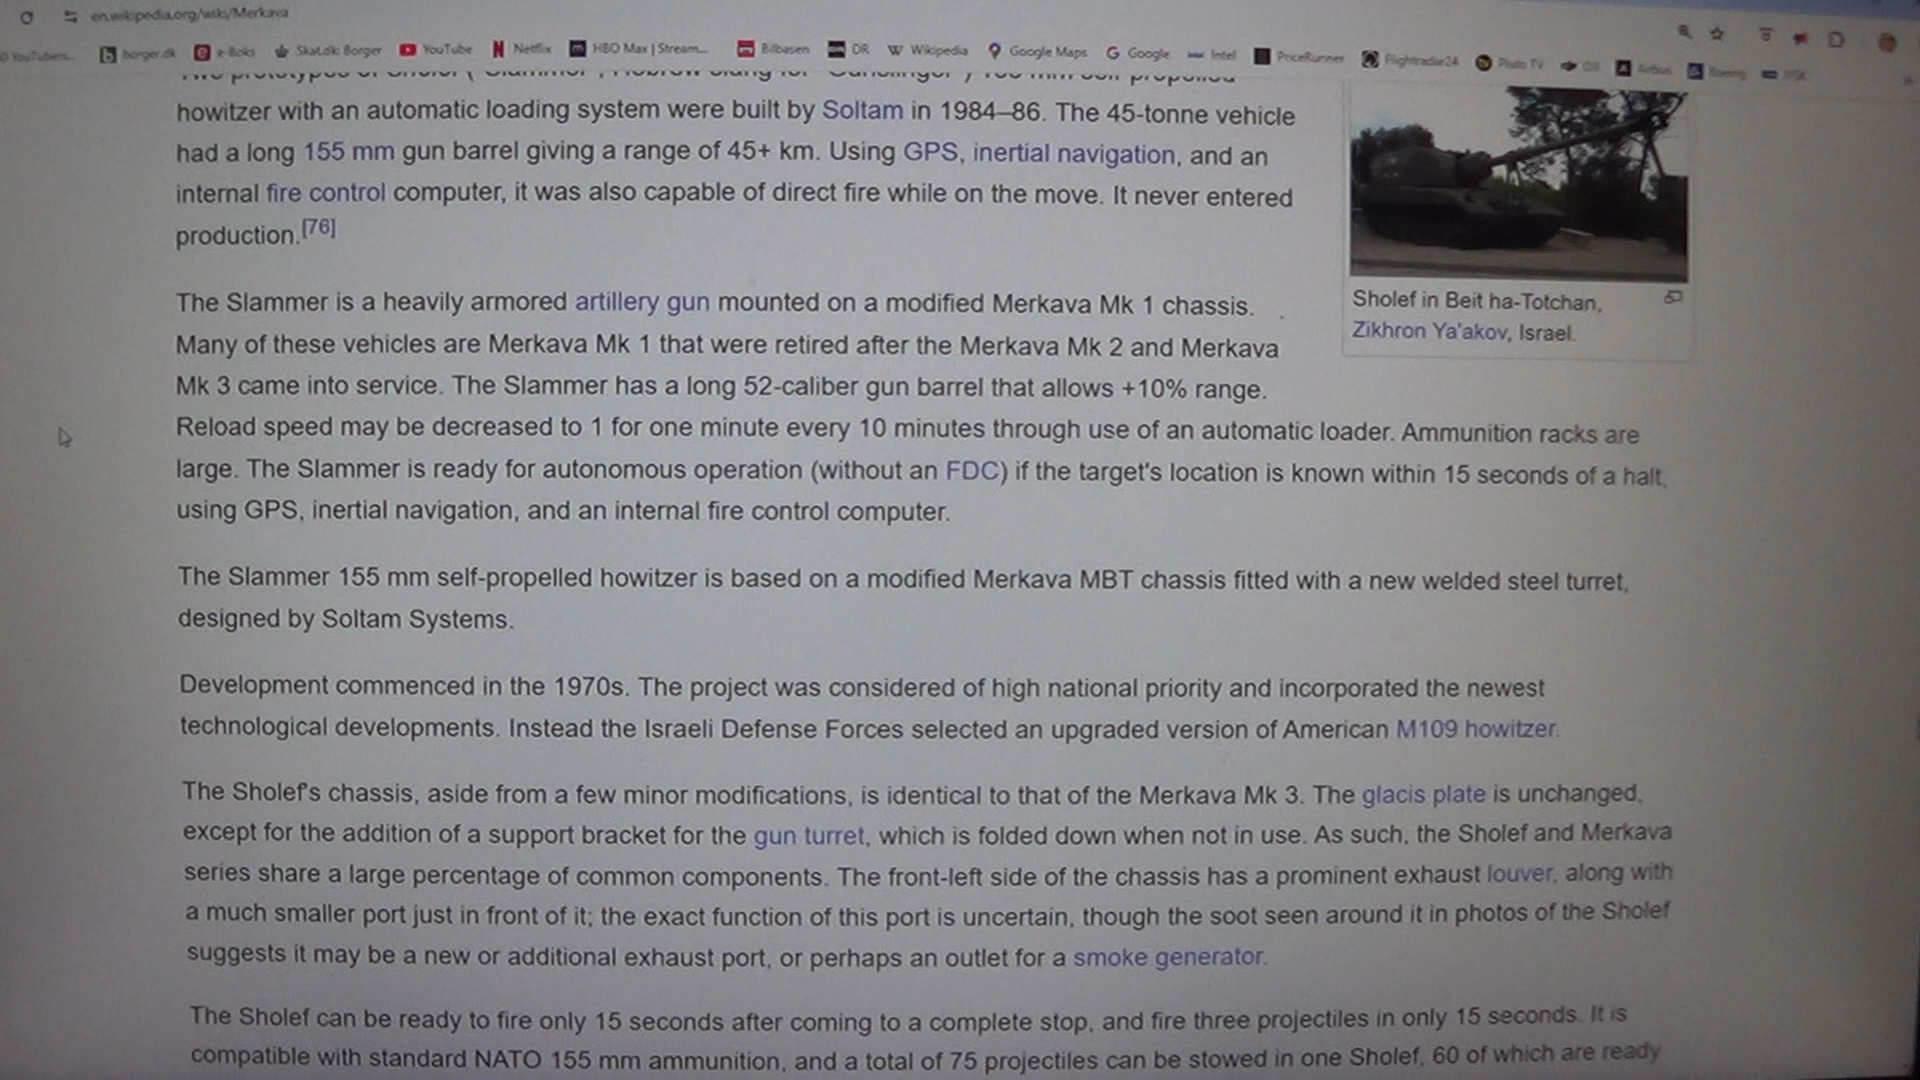 en.wikipedia.org/wiki/Merkava
YouTubers... borger.dk e-Boks Skat.dk: Borger YouTube Netflix HBO Max | Stream... Bilbasen DR Wikipedia Google Maps Google Intel PriceRunner Flightradar24 Pluto TV Airbus Boeing
howitzer with an automatic loading system were built by Soltam in 1984–86. The 45-tonne vehicle
had a long 155 mm gun barrel giving a range of 45+ km. Using GPS, inertial navigation, and an
internal fire control computer, it was also capable of direct fire while on the move. It never entered
production.[76]
Sholef in Beit ha-Totchan,
Zikhron Ya'akov, Israel.
The Slammer is a heavily armored artillery gun mounted on a modified Merkava Mk 1 chassis.
Many of these vehicles are Merkava Mk 1 that were retired after the Merkava Mk 2 and Merkava
Mk 3 came into service. The Slammer has a long 52-caliber gun barrel that allows +10% range.
Reload speed may be decreased to 1 for one minute every 10 minutes through use of an automatic loader. Ammunition racks are
large. The Slammer is ready for autonomous operation (without an FDC) if the target's location is known within 15 seconds of a halt,
using GPS, inertial navigation, and an internal fire control computer.
The Slammer 155 mm self-propelled howitzer is based on a modified Merkava MBT chassis fitted with a new welded steel turret,
designed by Soltam Systems.
Development commenced in the 1970s. The project was considered of high national priority and incorporated the newest
technological developments. Instead the Israeli Defense Forces selected an upgraded version of American M109 howitzer.
The Sholef's chassis, aside from a few minor modifications, is identical to that of the Merkava Mk 3. The glacis plate is unchanged,
except for the addition of a support bracket for the gun turret, which is folded down when not in use. As such, the Sholef and Merkava
series share a large percentage of common components. The front-left side of the chassis has a prominent exhaust louver, along with
a much smaller port just in front of it; the exact function of this port is uncertain, though the soot seen around it in photos of the Sholef
suggests it may be a new or additional exhaust port, or perhaps an outlet for a smoke generator.
The Sholef can be ready to fire only 15 seconds after coming to a complete stop, and fire three projectiles in only 15 seconds. It is
compatible with standard NATO 155 mm ammunition, and a total of 75 projectiles can be stowed in one Sholef, 60 of which are ready